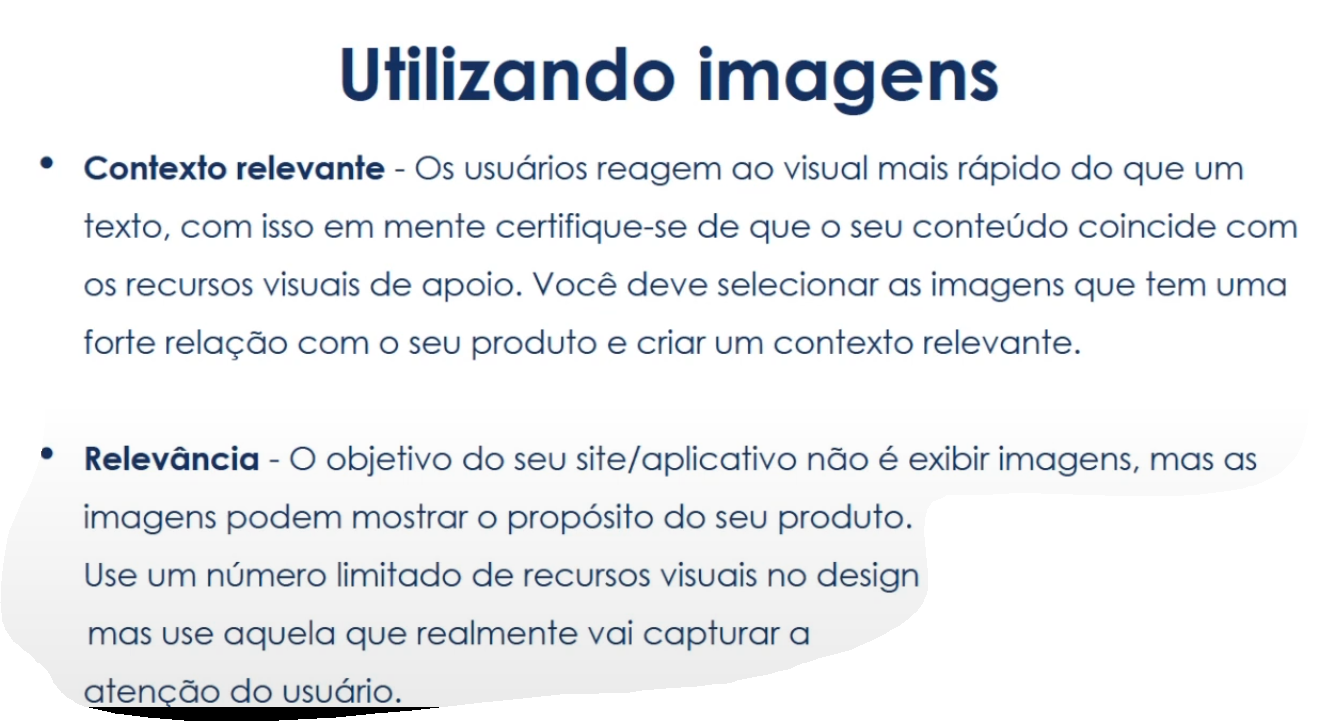 Utilizando imagens
• Contexto relevante - Os usuários reagem ao visual mais rápido do que um
texto, com isso em mente certifique-se de que o seu conteúdo coincide com
os recursos visuais de apoio. Você deve selecionar as imagens que tem uma
forte relação com o seu produto e criar um contexto relevante.
• Relevância - O objetivo do seu site/aplicativo não é exibir imagens, mas as
imagens podem mostrar o propósito do seu produto.
Use um número limitado de recursos visuais no design
mas use aquela que realmente vai capturar a
atenção do usuário.